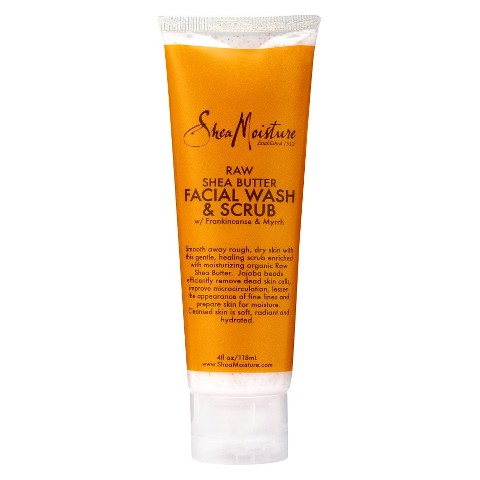 SheaMoisture
Established 1912
RAW
SHEA BUTTER
FACIAL WASH
& SCRUB
w/ Frankincense & Myrrh
Smooth away rough, dry skin with
this gentle, healing scrub enriched
with moisturizing organic Raw
Shea Butter. Jojoba beads
efficiently remove dead skin cells,
improve microcirculation, lessen
the appearance of fine lines and
prepare skin for moisture.
Cleansed skin is soft, radiant and
hydrated.
4fl oz/118mL
www.SheaMoisture.com